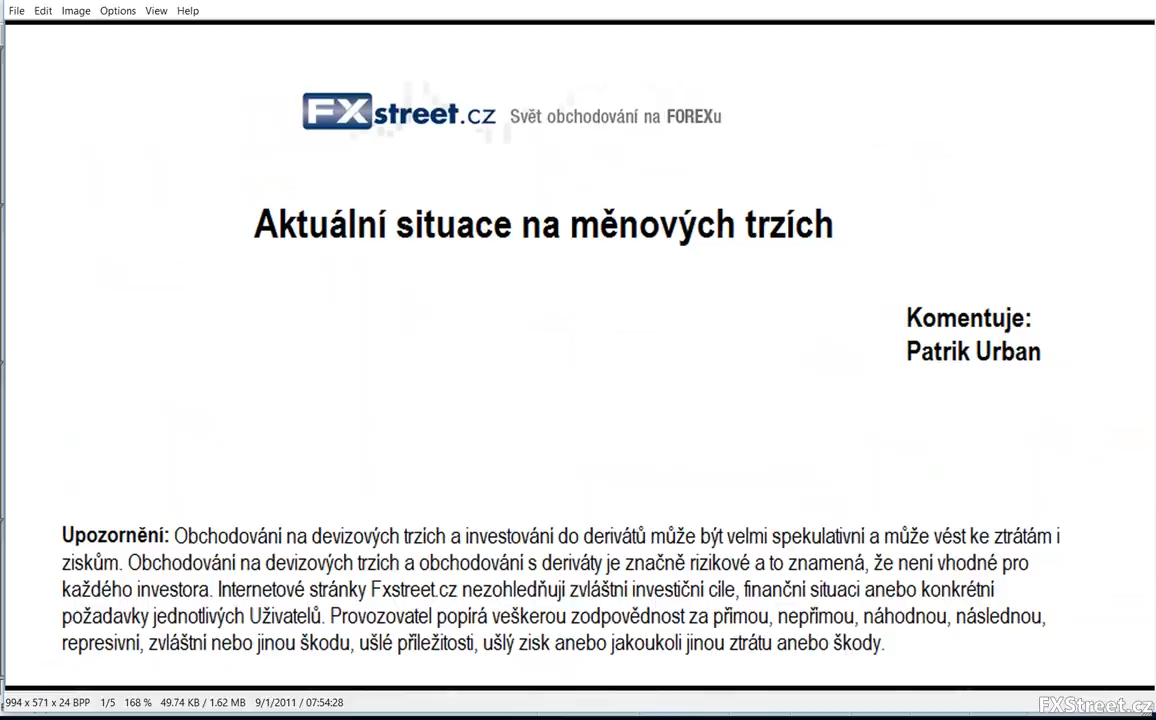 File Edit Image Options View Help
FXstreet.cz Svět obchodování na FOREXu
Aktuální situace na měnových trzích
Komentuje:
Patrik Urban
Upozornění: Obchodování na devizových trzích a investování do derivátů může být velmi spekulativní a může vést ke ztrátám i
ziskům. Obchodování na devizových trzích a obchodování s deriváty je značně rizikové a to znamená, že není vhodné pro
každého investora. Internetové stránky Fxstreet.cz nezohledňují zvláštní investiční cíle, finanční situaci anebo konkrétní
požadavky jednotlivých Uživatelů. Provozovatel popírá veškerou zodpovědnost za přímou, nepřímou, náhodnou, následnou,
represivní, zvláštní nebo jinou škodu, ušlé příležitosti, ušlý zisk anebo jakoukoli jinou ztrátu anebo škody.
994 x 571 x 24 BPP 1/5 168 % 49.74 KB / 1.62 MB 9/1/2011 / 07:54:28
FXStreet.cz